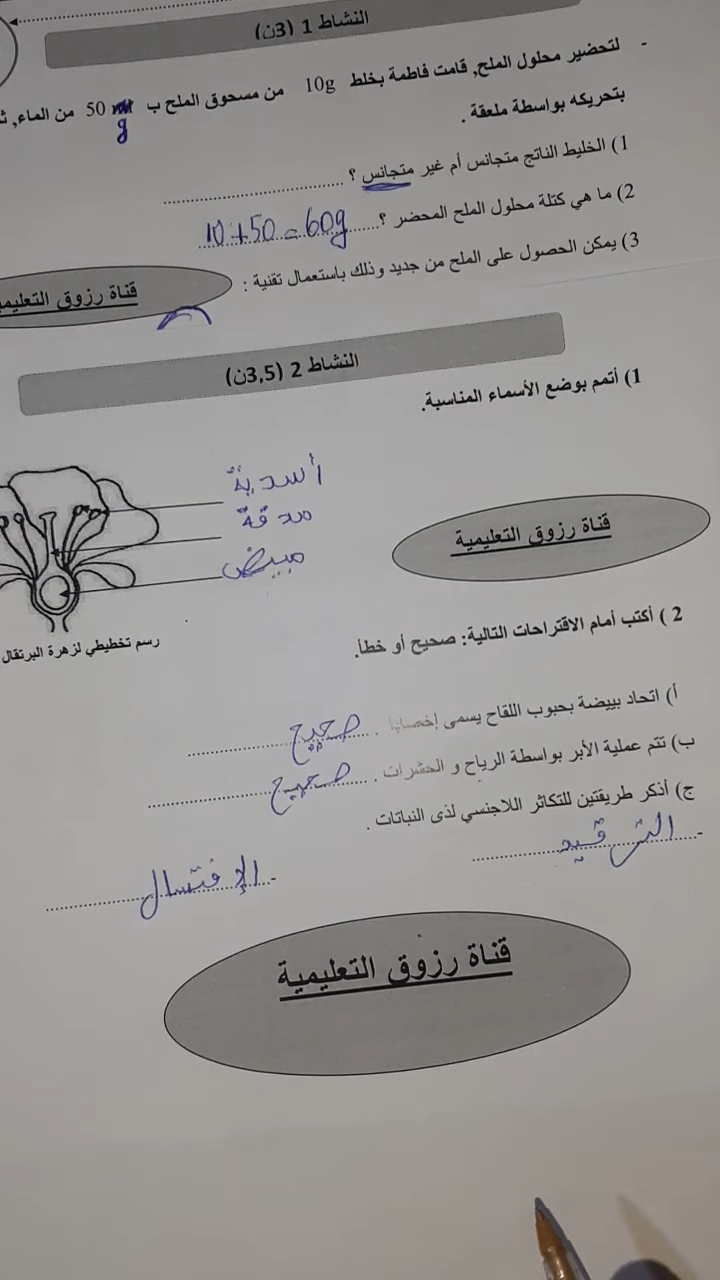 النشاط 1 (3ن)
- لتحضير محلول الملح, قامت فاطمة بخلط 10g من مسحوق الملح ب 50 g من الماء,
بتحريكه بواسطة ملعقة .
1) الخليط الناتج متجانس أم غير متجانس ؟
2) ما هي كتلة محلول الملح المحضر ؟ 10+50=60g
3) يمكن الحصول على الملح من جديد وذلك باستعمال تقنية :
قناة رزوق التعليمية
النشاط 2 (3,5ن)
1) أتمم بوضع الأسماء المناسبة.
أسدية
مدقة
مبيض
قناة رزوق التعليمية
رسم تخطيطي لزهرة البرتقال
2 ) أكتب أمام الاقتراحات التالية: صحيح أو خطأ.
أ) اتحاد بييضة بحبوب اللقاح يسمى إخصابا . صحيح
ب) تتم عملية الأبر بواسطة الرياح و الحشرات . صحيح
ج) أذكر طريقتين للتكاثر اللاجنسي لذى النباتات .
- الترقيد
- الإفتسال
قناة رزوق التعليمية